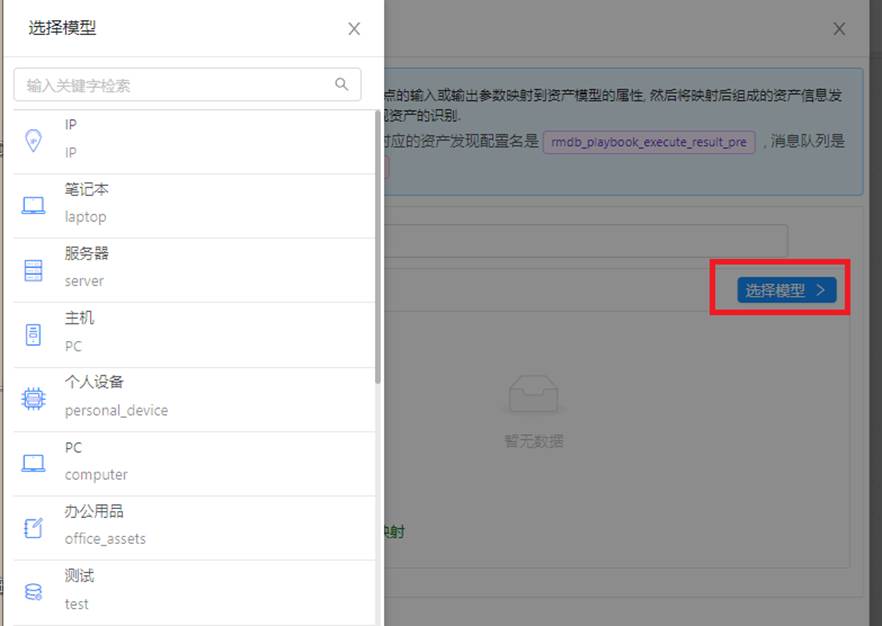 选择模型
输入关键字检索
IP
IP
笔记本
laptop
服务器
server
主机
PC
个人设备
personal_device
PC
computer
办公用品
office_assets
测试
test
点的输入或输出参数映射到资产模型的属性, 然后将映射后组成的资产信息发
资产的识别.
应的资产发现配置名是 rmdb_playbook_execute_result_pre , 消息队列是
选择模型
暂无数据
映射